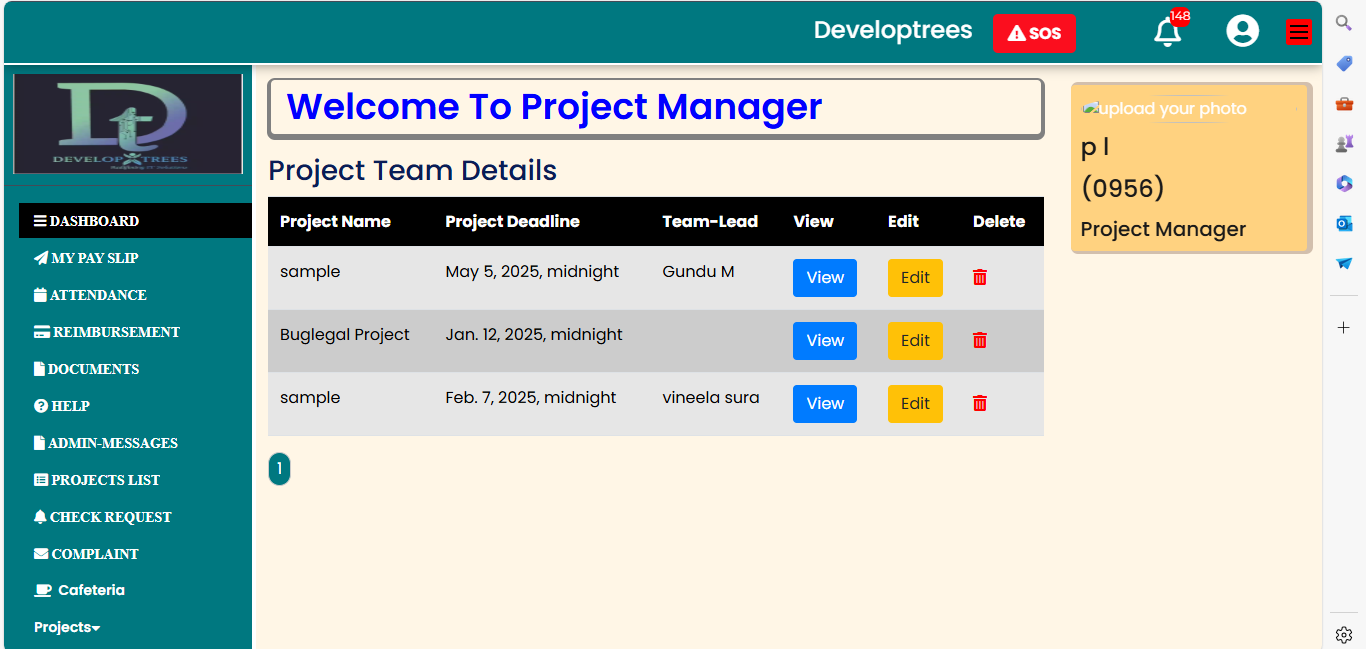 Developtrees
SOS
148
DEVELOPTREES
DASHBOARD
MY PAY SLIP
ATTENDANCE
REIMBURSEMENT
DOCUMENTS
HELP
ADMIN-MESSAGES
PROJECTS LIST
CHECK REQUEST
COMPLAINT
Cafeteria
Projects
Welcome To Project Manager
Project Team Details
Project Name Project Deadline Team-Lead View Edit Delete
sample May 5, 2025, midnight Gundu M View Edit
Buglegal Project Jan. 12, 2025, midnight View Edit
sample Feb. 7, 2025, midnight vineela sura View Edit
1
upload your photo
p l
(0956)
Project Manager